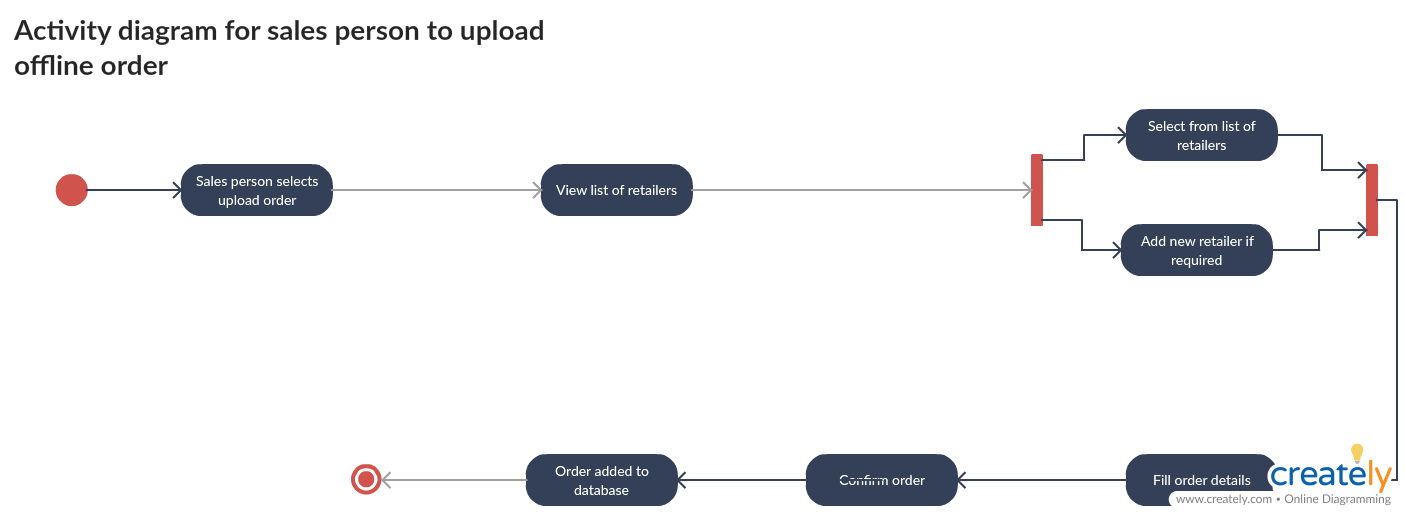 Activity diagram for sales person to upload
offline order
Select from list of
retailers
Sales person selects
upload order
View list of retailers
Add new retailer if
required
Order added to
database
Confirm order
Fill order details
creately
www.creately.com • Online Diagramming